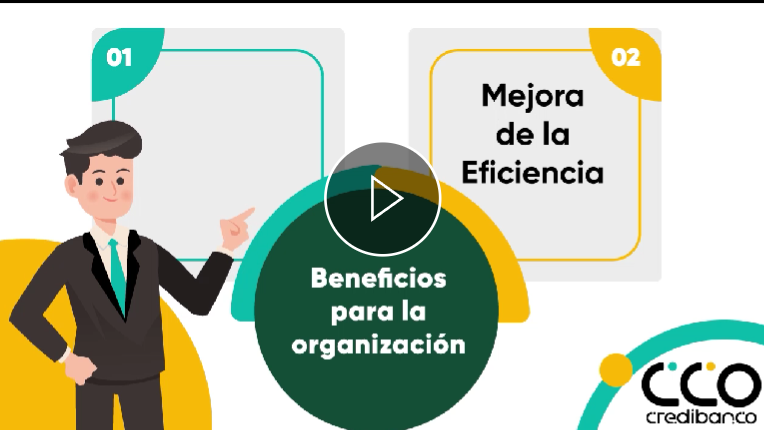 01
02
Mejora
de la
Eficiencia
Beneficios
para la
organización
CCO
credibanco